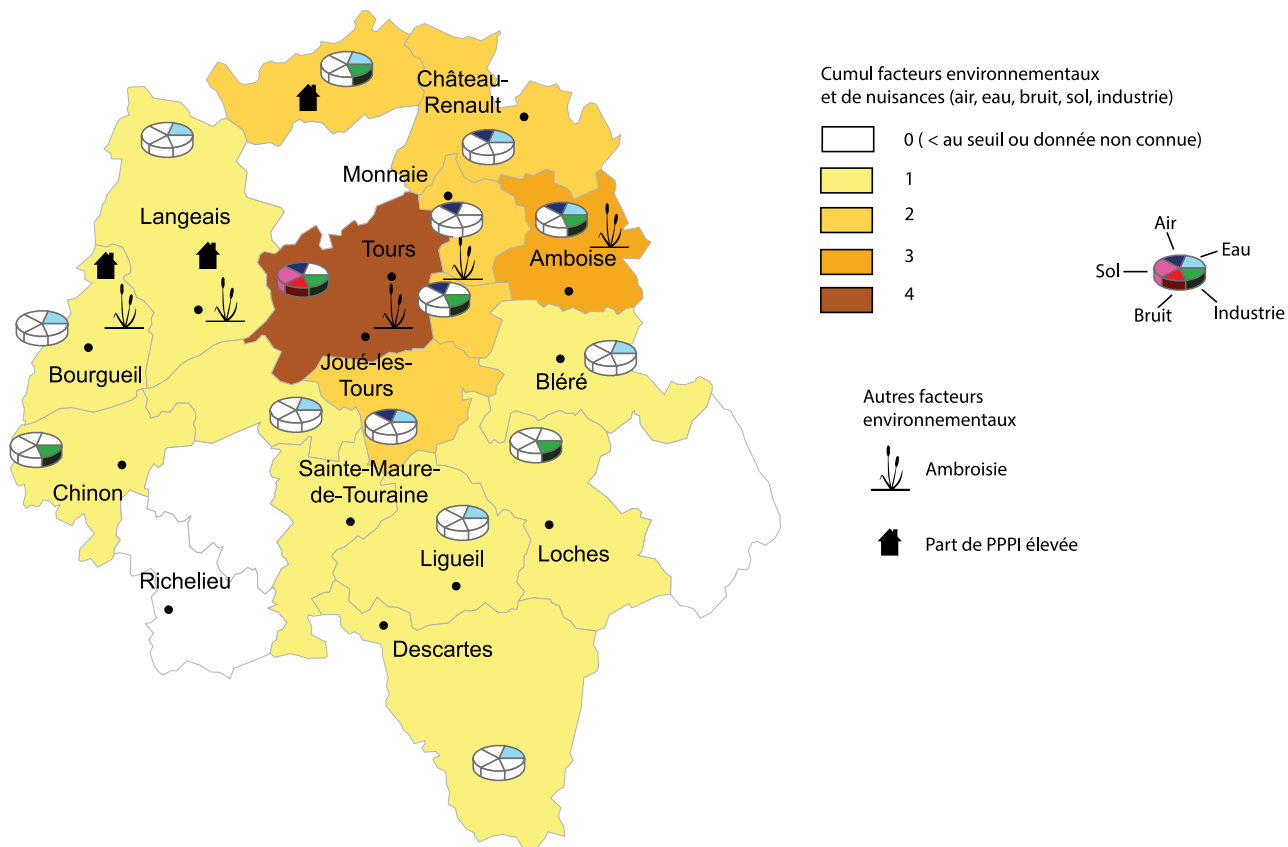 Château-
Renault
Monnaie
Langeais
Tours
Amboise
Joué-les-
Tours
Bourgueil
Bléré
Chinon
Sainte-Maure-
de-Touraine
Ligueil
Loches
Richelieu
Descartes
Cumul facteurs environnementaux
et de nuisances (air, eau, bruit, sol, industrie)
0 ( < au seuil ou donnée non connue)
1
2
3
4
Air
Eau
Sol
Bruit
Industrie
Autres facteurs
environnementaux
Ambroisie
Part de PPPI élevée